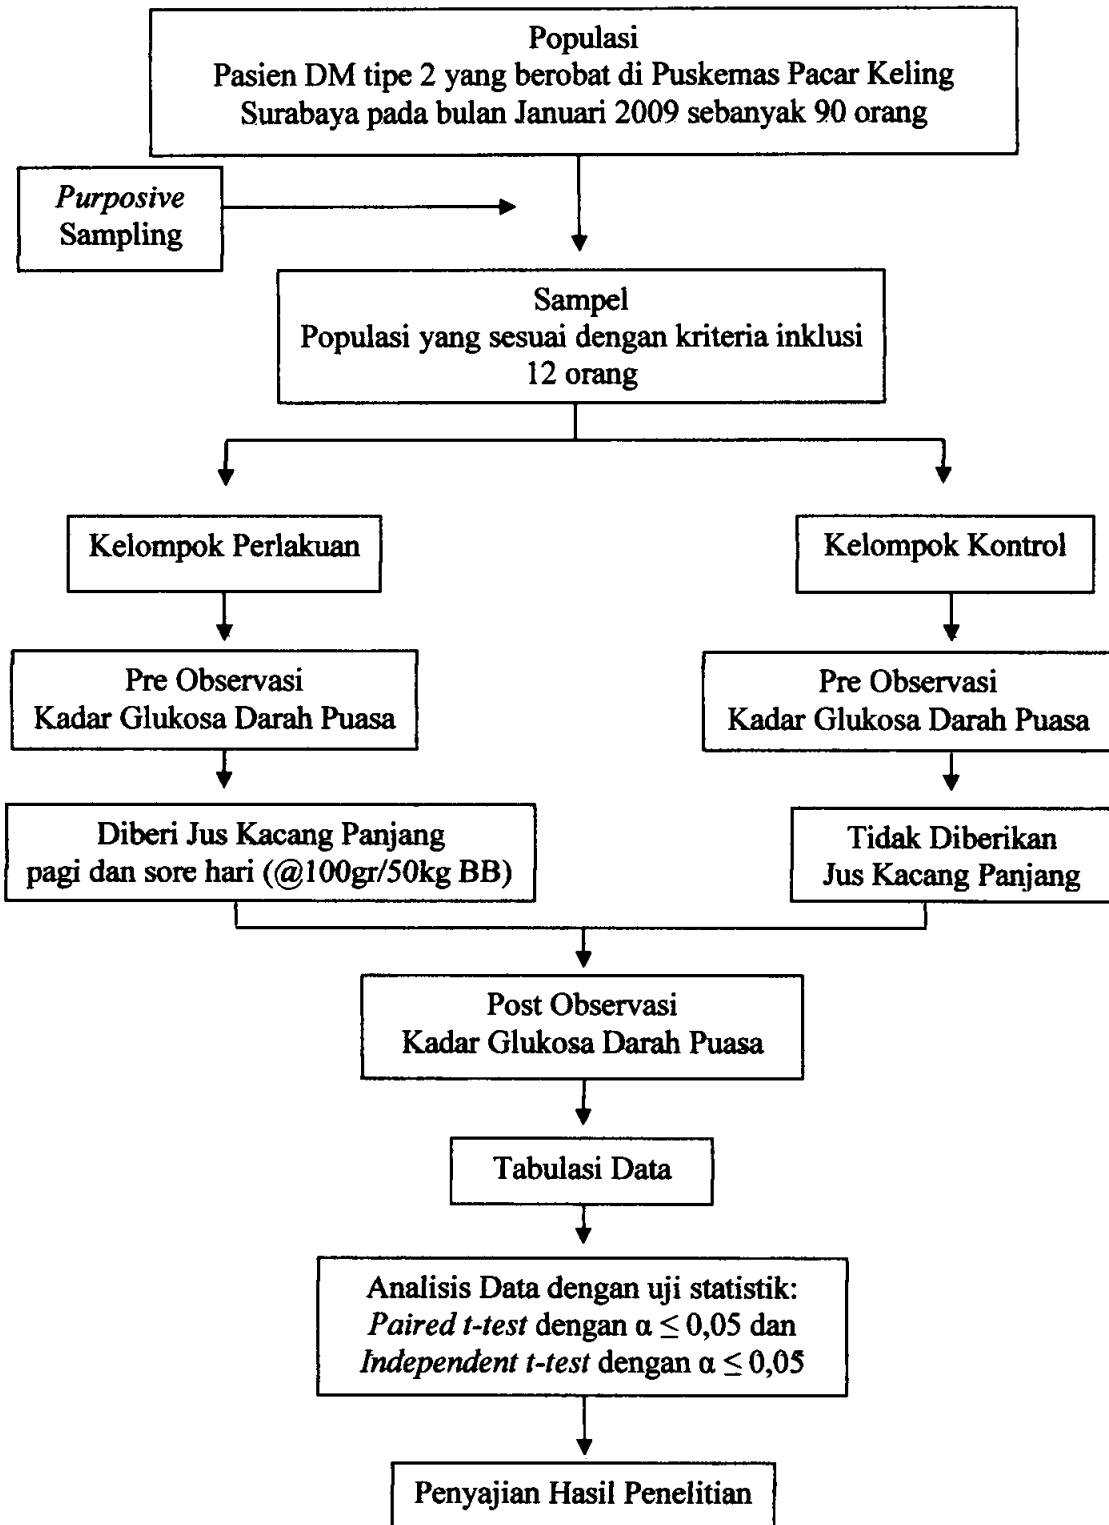 Populasi
Pasien DM tipe 2 yang berobat di Puskemas Pacar Keling
Surabaya pada bulan Januari 2009 sebanyak 90 orang
Purposive
Sampling
Sampel
Populasi yang sesuai dengan kriteria inklusi
12 orang
Kelompok Perlakuan
Kelompok Kontrol
Pre Observasi
Kadar Glukosa Darah Puasa
Pre Observasi
Kadar Glukosa Darah Puasa
Diberi Jus Kacang Panjang
pagi dan sore hari (@100gr/50kg BB)
Tidak Diberikan
Jus Kacang Panjang
Post Observasi
Kadar Glukosa Darah Puasa
Tabulasi Data
Analisis Data dengan uji statistik:
Paired t-test dengan α ≤ 0,05 dan
Independent t-test dengan α ≤ 0,05
Penyajian Hasil Penelitian